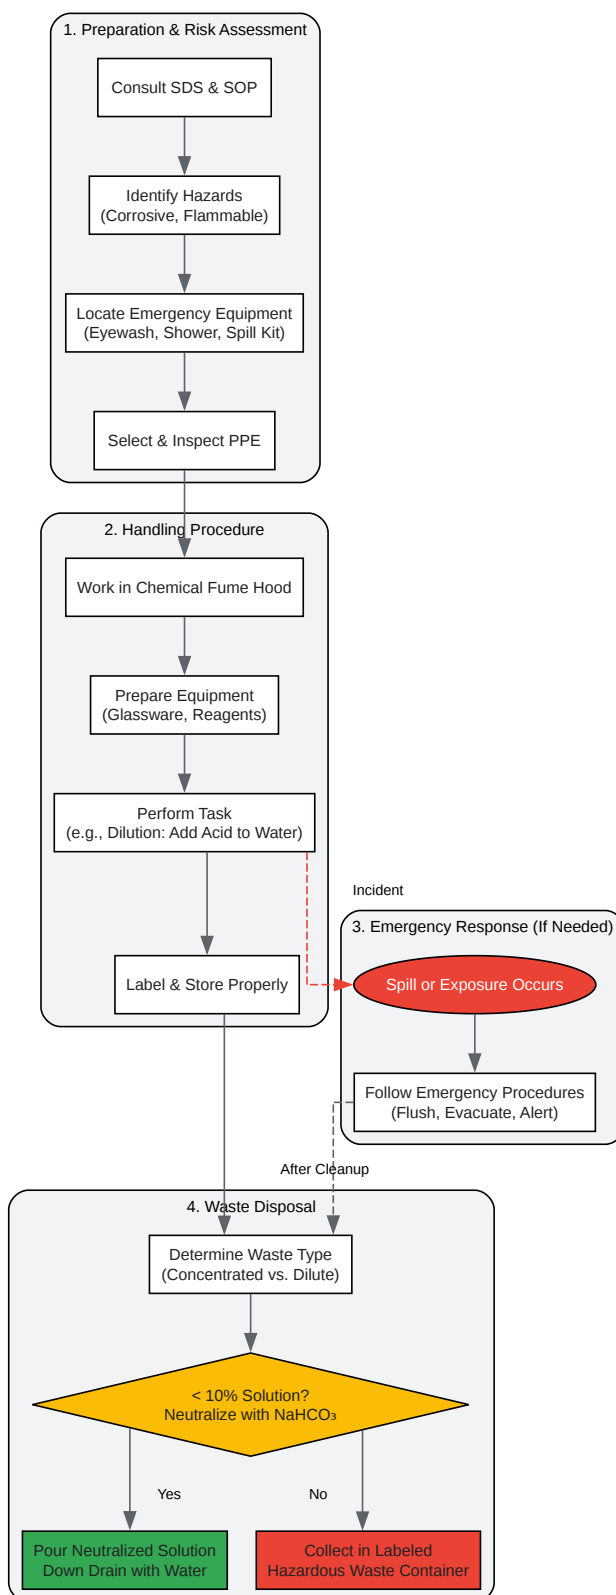 1. Preparation & Risk Assessment
Consult SDS & SOP
Identify Hazards
(Corrosive, Flammable)
Locate Emergency Equipment
(Eyewash, Shower, Spill Kit)
Select & Inspect PPE
2. Handling Procedure
Work in Chemical Fume Hood
Prepare Equipment
(Glassware, Reagents)
Perform Task
(e.g., Dilution: Add Acid to Water)
Incident
Label & Store Properly
3. Emergency Response (If Needed)
Spill or Exposure Occurs
Follow Emergency Procedures
(Flush, Evacuate, Alert)
After Cleanup
4. Waste Disposal
Determine Waste Type
(Concentrated vs. Dilute)
< 10% Solution?
Neutralize with NaHCO₃
Yes
No
Pour Neutralized Solution
Down Drain with Water
Collect in Labeled
Hazardous Waste Container